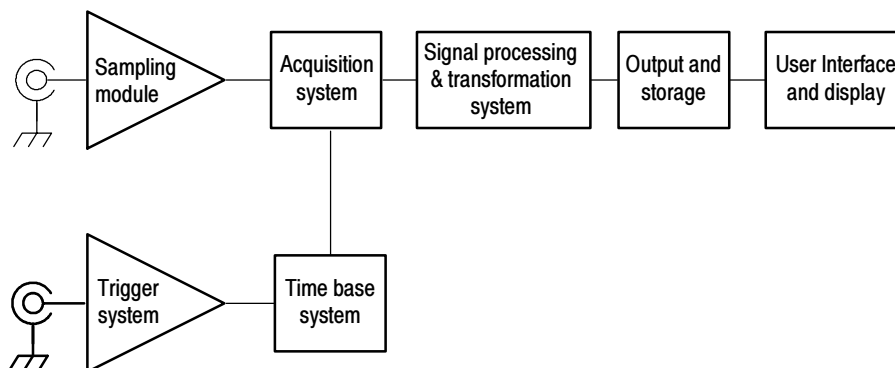 Sampling
module
Acquisition
system
Signal processing
& transformation
system
Output and
storage
User Interface
and display
Trigger
system
Time base
system